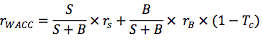 r_WACC = S/(S + B) × r_s + B/(S + B) × r_B × (1 − T_c)